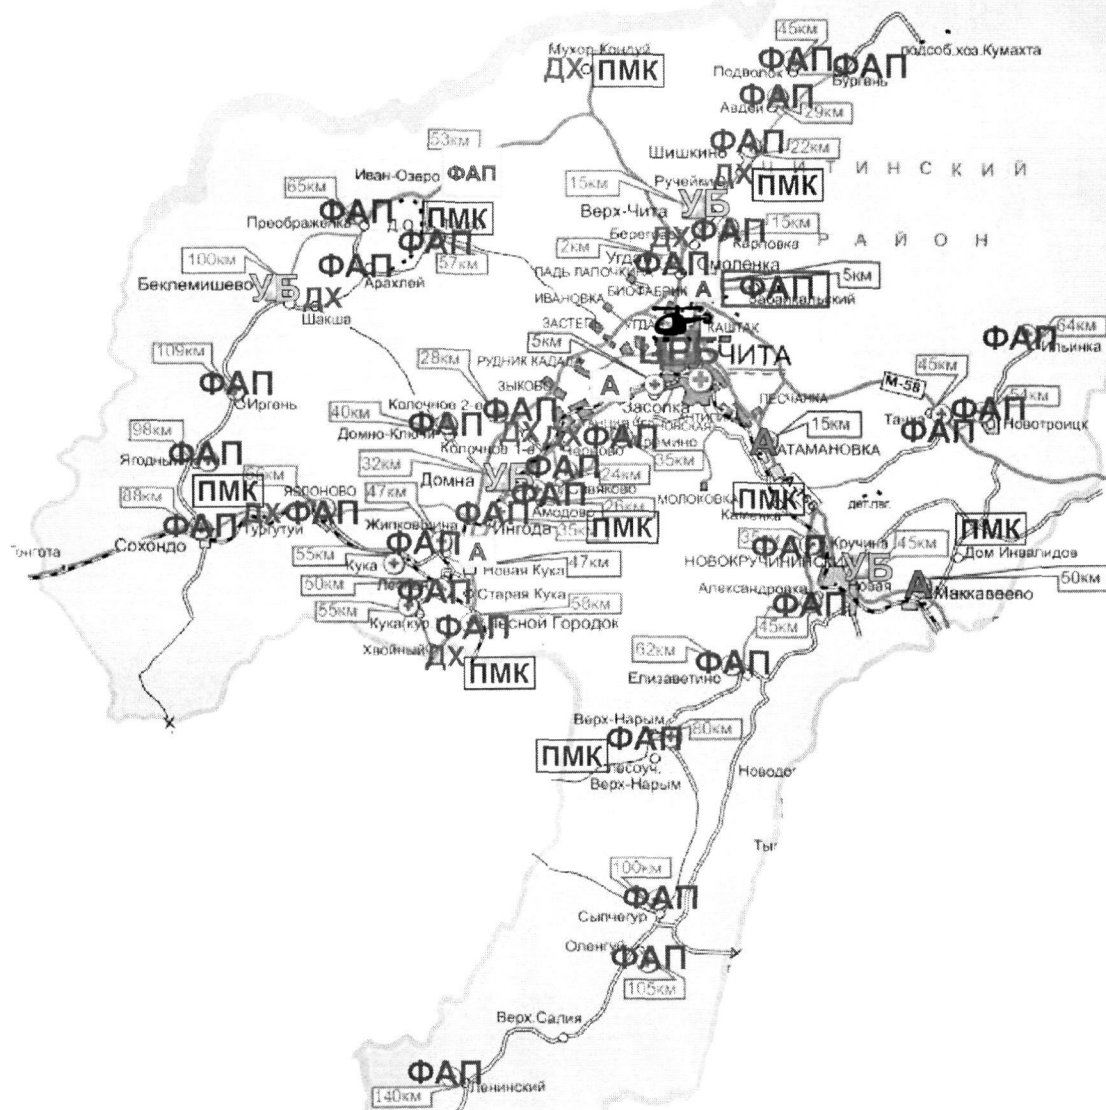 45км
подсоб.хоз.Кумахта
Мухор-Кондуй
ДХ ПМК
ФАП
ФАП
Подволок
Бургень
ФАП
Авдей
29км
53км
ФАП
22км
Шишкино
ЧИТИНСКИЙ
Иван-Озеро ФАП
ДХ
ПМК
65км
15км
УБ
ФАП
ПМК
Верх-Чита
15км
Преображенка
ФАП
Карповка
РАЙОН
ФАП
ДХ
2км
100км
57км
ФАП
Смоленка
ФАП
Арахлей
ПАДЬ ЛАПОЧКИНА
5км
Беклемишево
УБ
ДХ
БИОФАБРИК
А
ФАП
ИВАНОВКА
Шакша
64км
5км
КАШТАК
ФАП
Ильинка
109км
28км
ЦРБ
ЧИТА
45км
РУДНИК КАДАЛА
М-58
ФАП
ЗЫКОВО
А
54км
Иргень
40км
Колочное 2-е
ФАП
Засопка
ПЕСЧАНКА
ФАП
ФАП
Новотроицк
98км
Домно-Ключи
ДХ
ДХ
ФАП
15км
ФАП
Колочное 1-е
А
АТАМАНОВКА
ФАП
Ягодный
32км
Домна
УБ
ФАП
35км
24км
ПМК
ЯБЛОНОВО
47км
МОЛОКОВКА
ПМК
88км
ФАП
Амодово
ФАП
ДХ
ФАП
ФАП
Ингода
35км
ПМК
Каменка
ПМК
Тургутуй
Сохондо
ФАП
ФАП
Кручина
45км
Дом Инвалидов
55км
А
47км
НОВОКРУЧИНИНСКИЙ
УБ
Кука
Новая Кука
50км
50км
ФАП
Старая Кука
Александровка
ФАП
А
Маккавеево
55км
58км
45км
ФАП
Лесной Городок
62км
Хвойный
ДХ
ПМК
ФАП
Елизаветино
Верх-Нарым
ФАП
80км
ПМК
Верх-Нарым
100км
ФАП
Сыпчегур
Оленгуй
ФАП
105км
Верх.Салия
ФАП
Ленинский
140км